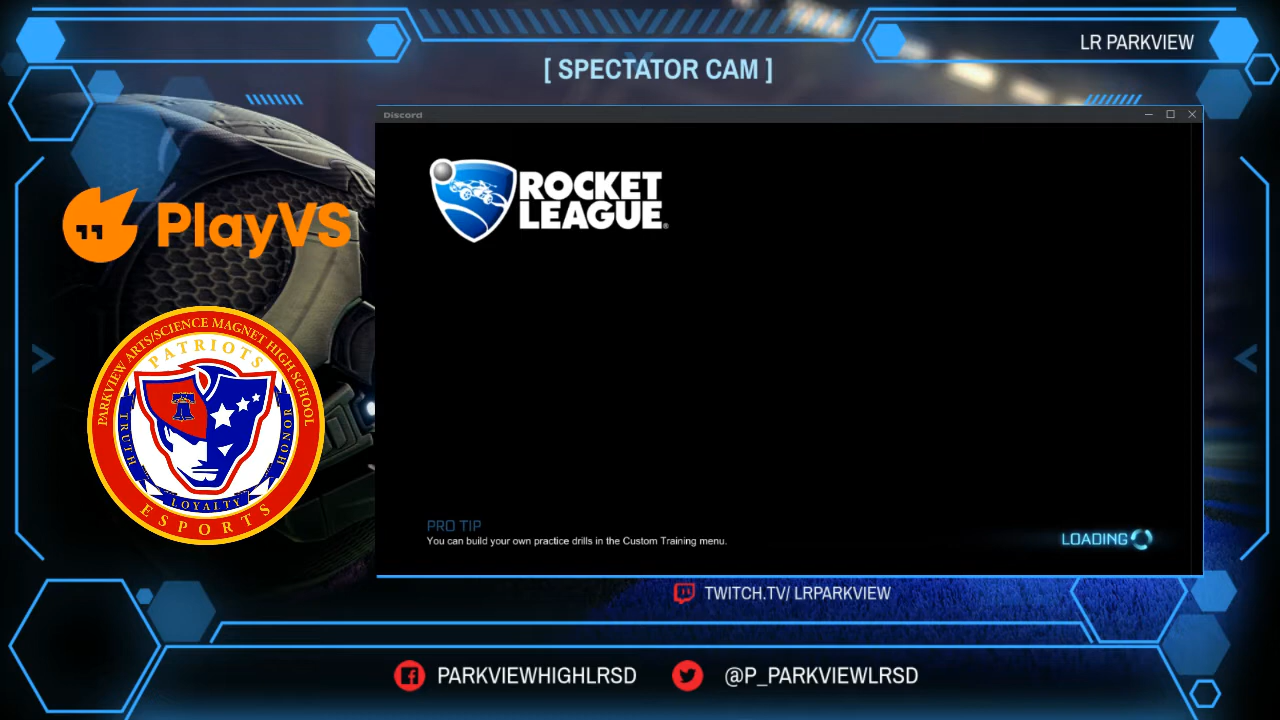 LR PARKVIEW
[ SPECTATOR CAM ]
Discord
ROCKET
LEAGUE®
PlayVS
PARKVIEW ARTS/SCIENCE MAGNET HIGH SCHOOL
PATRIOTS
TRUTH
HONOR
LOYALTY
ESPORTS
PRO TIP
You can build your own practice drills in the Custom Training menu.
LOADING
TWITCH.TV/ LRPARKVIEW
PARKVIEWHIGHLRSD
@P_PARKVIEWLRSD